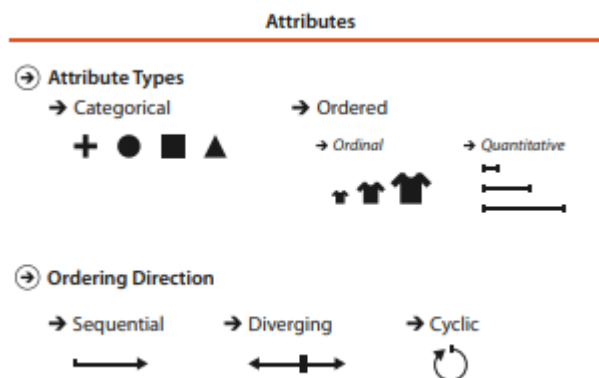 Attributes
Attribute Types
Categorical
Ordered
Ordinal
Quantitative
Ordering Direction
Sequential
Diverging
Cyclic